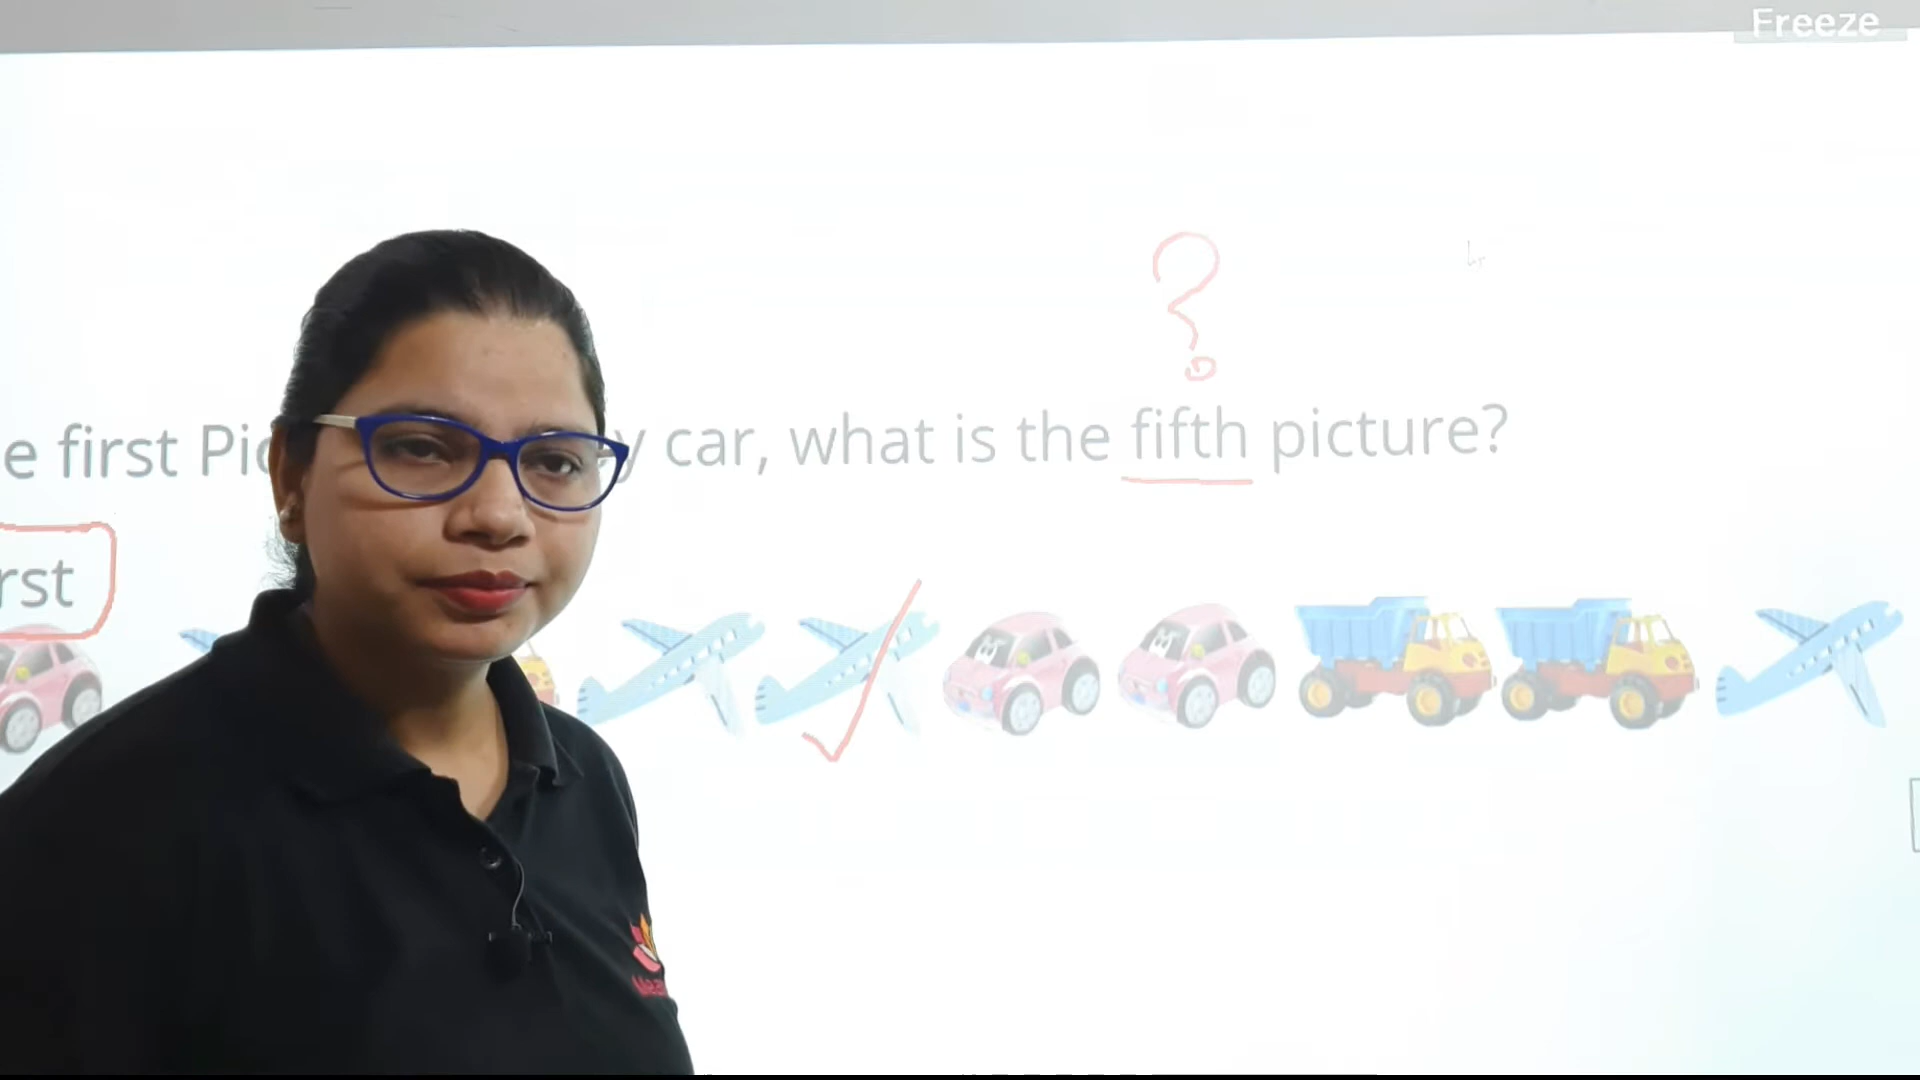 Freeze
?
e first Pic y car, what is the fifth picture?
rst